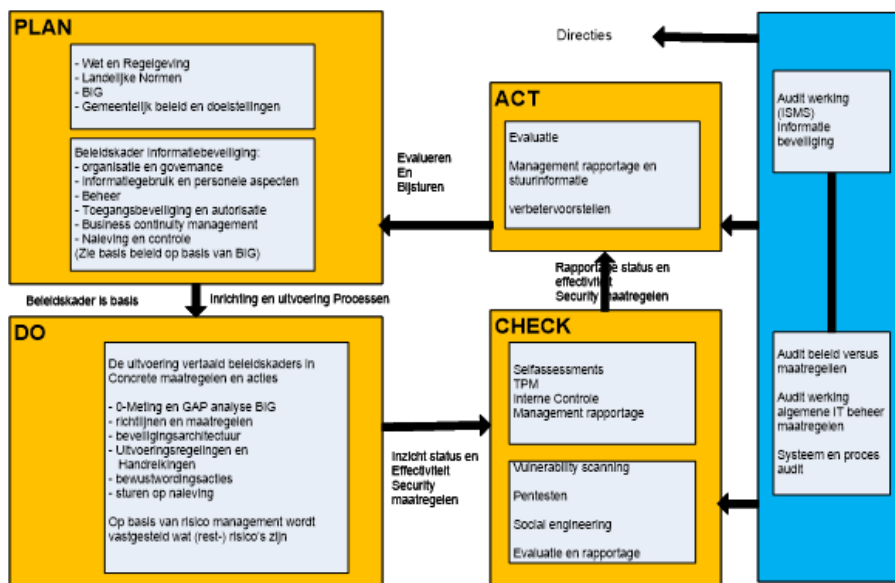 PLAN
- Wet en Regelgeving
- Landelijke Normen
- BIG
- Gemeentelijk beleid en doelstellingen
Beleidskader Informatiebeveiliging:
- organisatie en governance
- Informatiegebruik en personele aspecten
- Beheer
- Toegangsbeveiliging en autorisatie
- Business continuity management
- Naleving en controle
(Zie basis beleid op basis van BIG)
Evalueren
En
Bijsturen
Directies
ACT
Evaluatie
Management rapportage en
stuurinformatie
verbetervoorstellen
Audit werking
(ISMS)
Informatie
beveiliging
Beleidskader is basis
Inrichting en uitvoering Processen
Rapportage status en
effectiviteit
Security maatregelen
DO
De uitvoering vertaald beleidskaders in
Concrete maatregelen en acties
- 0-Meting en GAP analyse BIG
- richtlijnen en maatregelen
- beveiligingsarchitectuur
- Uitvoeringsregelingen en
Handreikingen
- bewustwordingsacties
- sturen op naleving
Op basis van risico management wordt
vastgesteld wat (rest-) risico's zijn
Inzicht status en
Effectiviteit
Security
maatregelen
CHECK
Selfassessments
TPM
Interne Controle
Management rapportage
Vulnerability scanning
Pentesten
Social engineering
Evaluatie en rapportage
Audit beleid versus
maatregelen
Audit werking
algemene IT beheer
maatregelen
Systeem en proces
audit